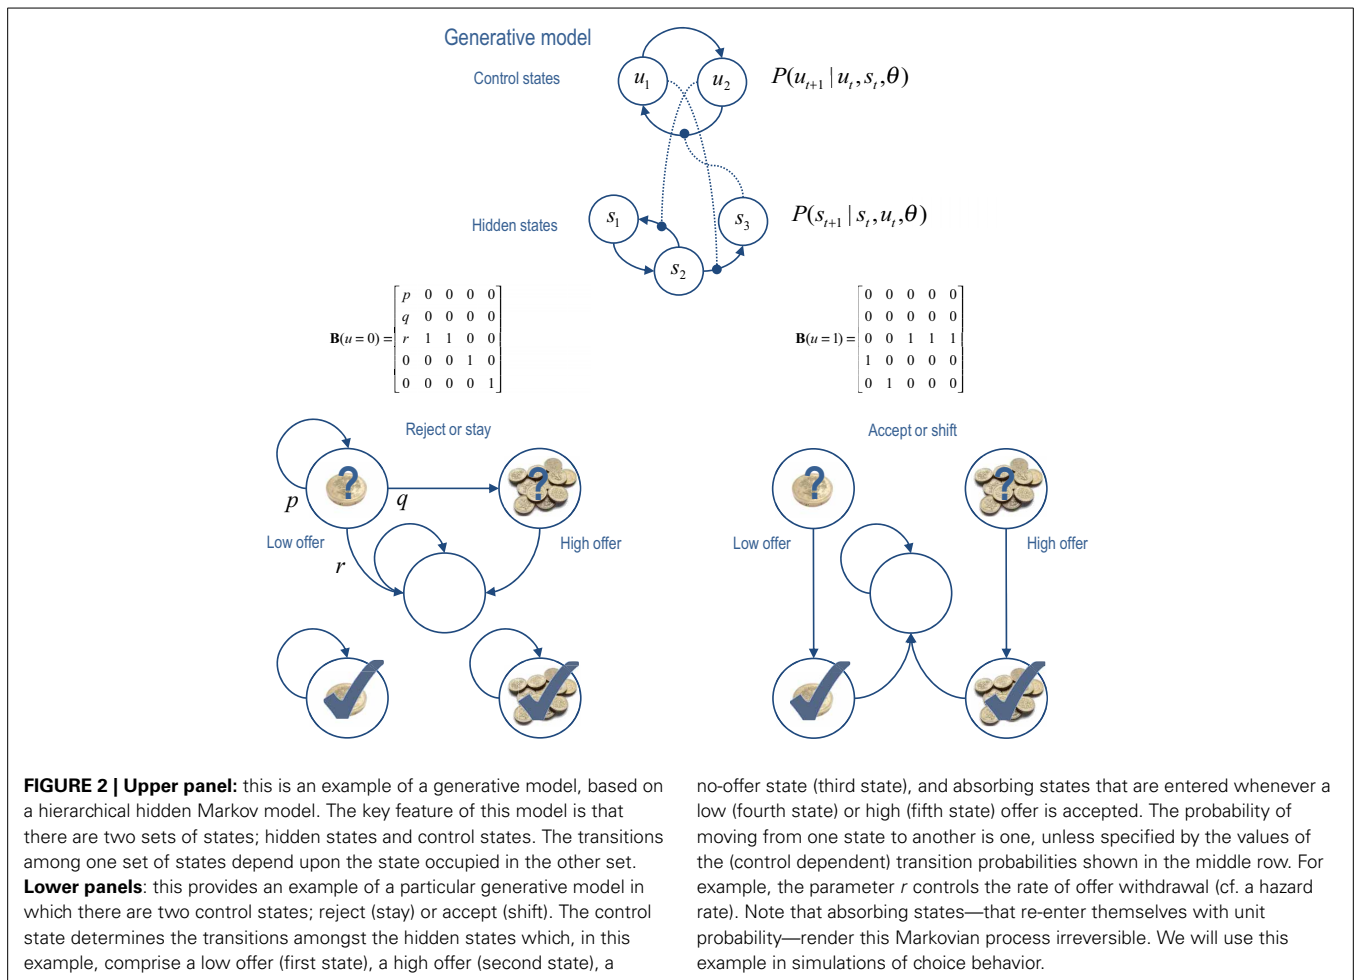 Generative model
Control states
u1 u2 P(ut+1 | ut, st, θ)
Hidden states
s1 s3 P(st+1 | st, ut, θ)
s2
B(u = 0) =
p 0 0 0 0
q 0 0 0 0
r 1 1 0 0
0 0 0 1 0
0 0 0 0 1
B(u = 1) =
0 0 0 0 0
0 0 0 0 0
0 0 1 1 1
1 0 0 0 0
0 1 0 0 0
Reject or stay
? ?
p q
Low offer High offer
r
Accept or shift
? ?
Low offer High offer
FIGURE 2 | Upper panel: this is an example of a generative model, based on
a hierarchical hidden Markov model. The key feature of this model is that
there are two sets of states; hidden states and control states. The transitions
among one set of states depend upon the state occupied in the other set.
Lower panels: this provides an example of a particular generative model in
which there are two control states; reject (stay) or accept (shift). The control
state determines the transitions amongst the hidden states which, in this
example, comprise a low offer (first state), a high offer (second state), a
no-offer state (third state), and absorbing states that are entered whenever a
low (fourth state) or high (fifth state) offer is accepted. The probability of
moving from one state to another is one, unless specified by the values of
the (control dependent) transition probabilities shown in the middle row. For
example, the parameter r controls the rate of offer withdrawal (cf. a hazard
rate). Note that absorbing states—that re-enter themselves with unit
probability—render this Markovian process irreversible. We will use this
example in simulations of choice behavior.